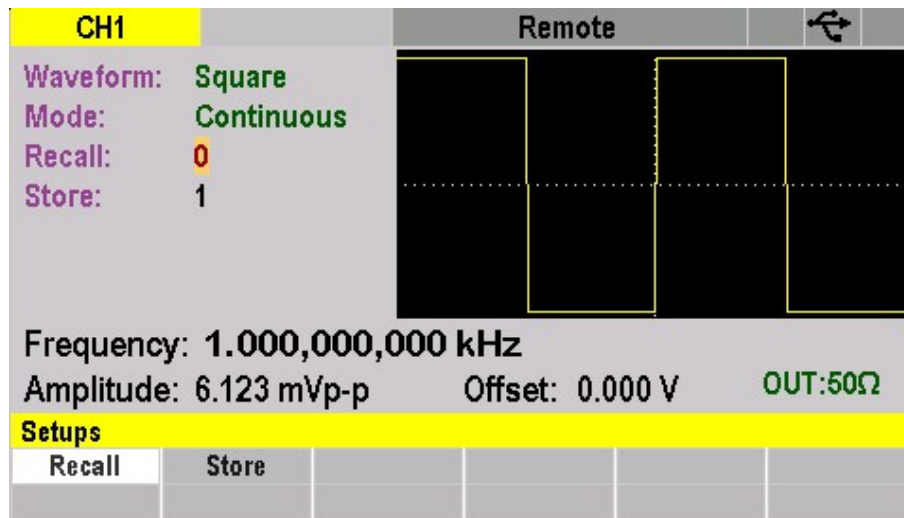 CH1 Remote
Waveform: Square
Mode: Continuous
Recall: 0
Store: 1
Frequency: 1.000,000,000 kHz
Amplitude: 6.123 mVp-p Offset: 0.000 V OUT:50Ω
Setups
Recall Store